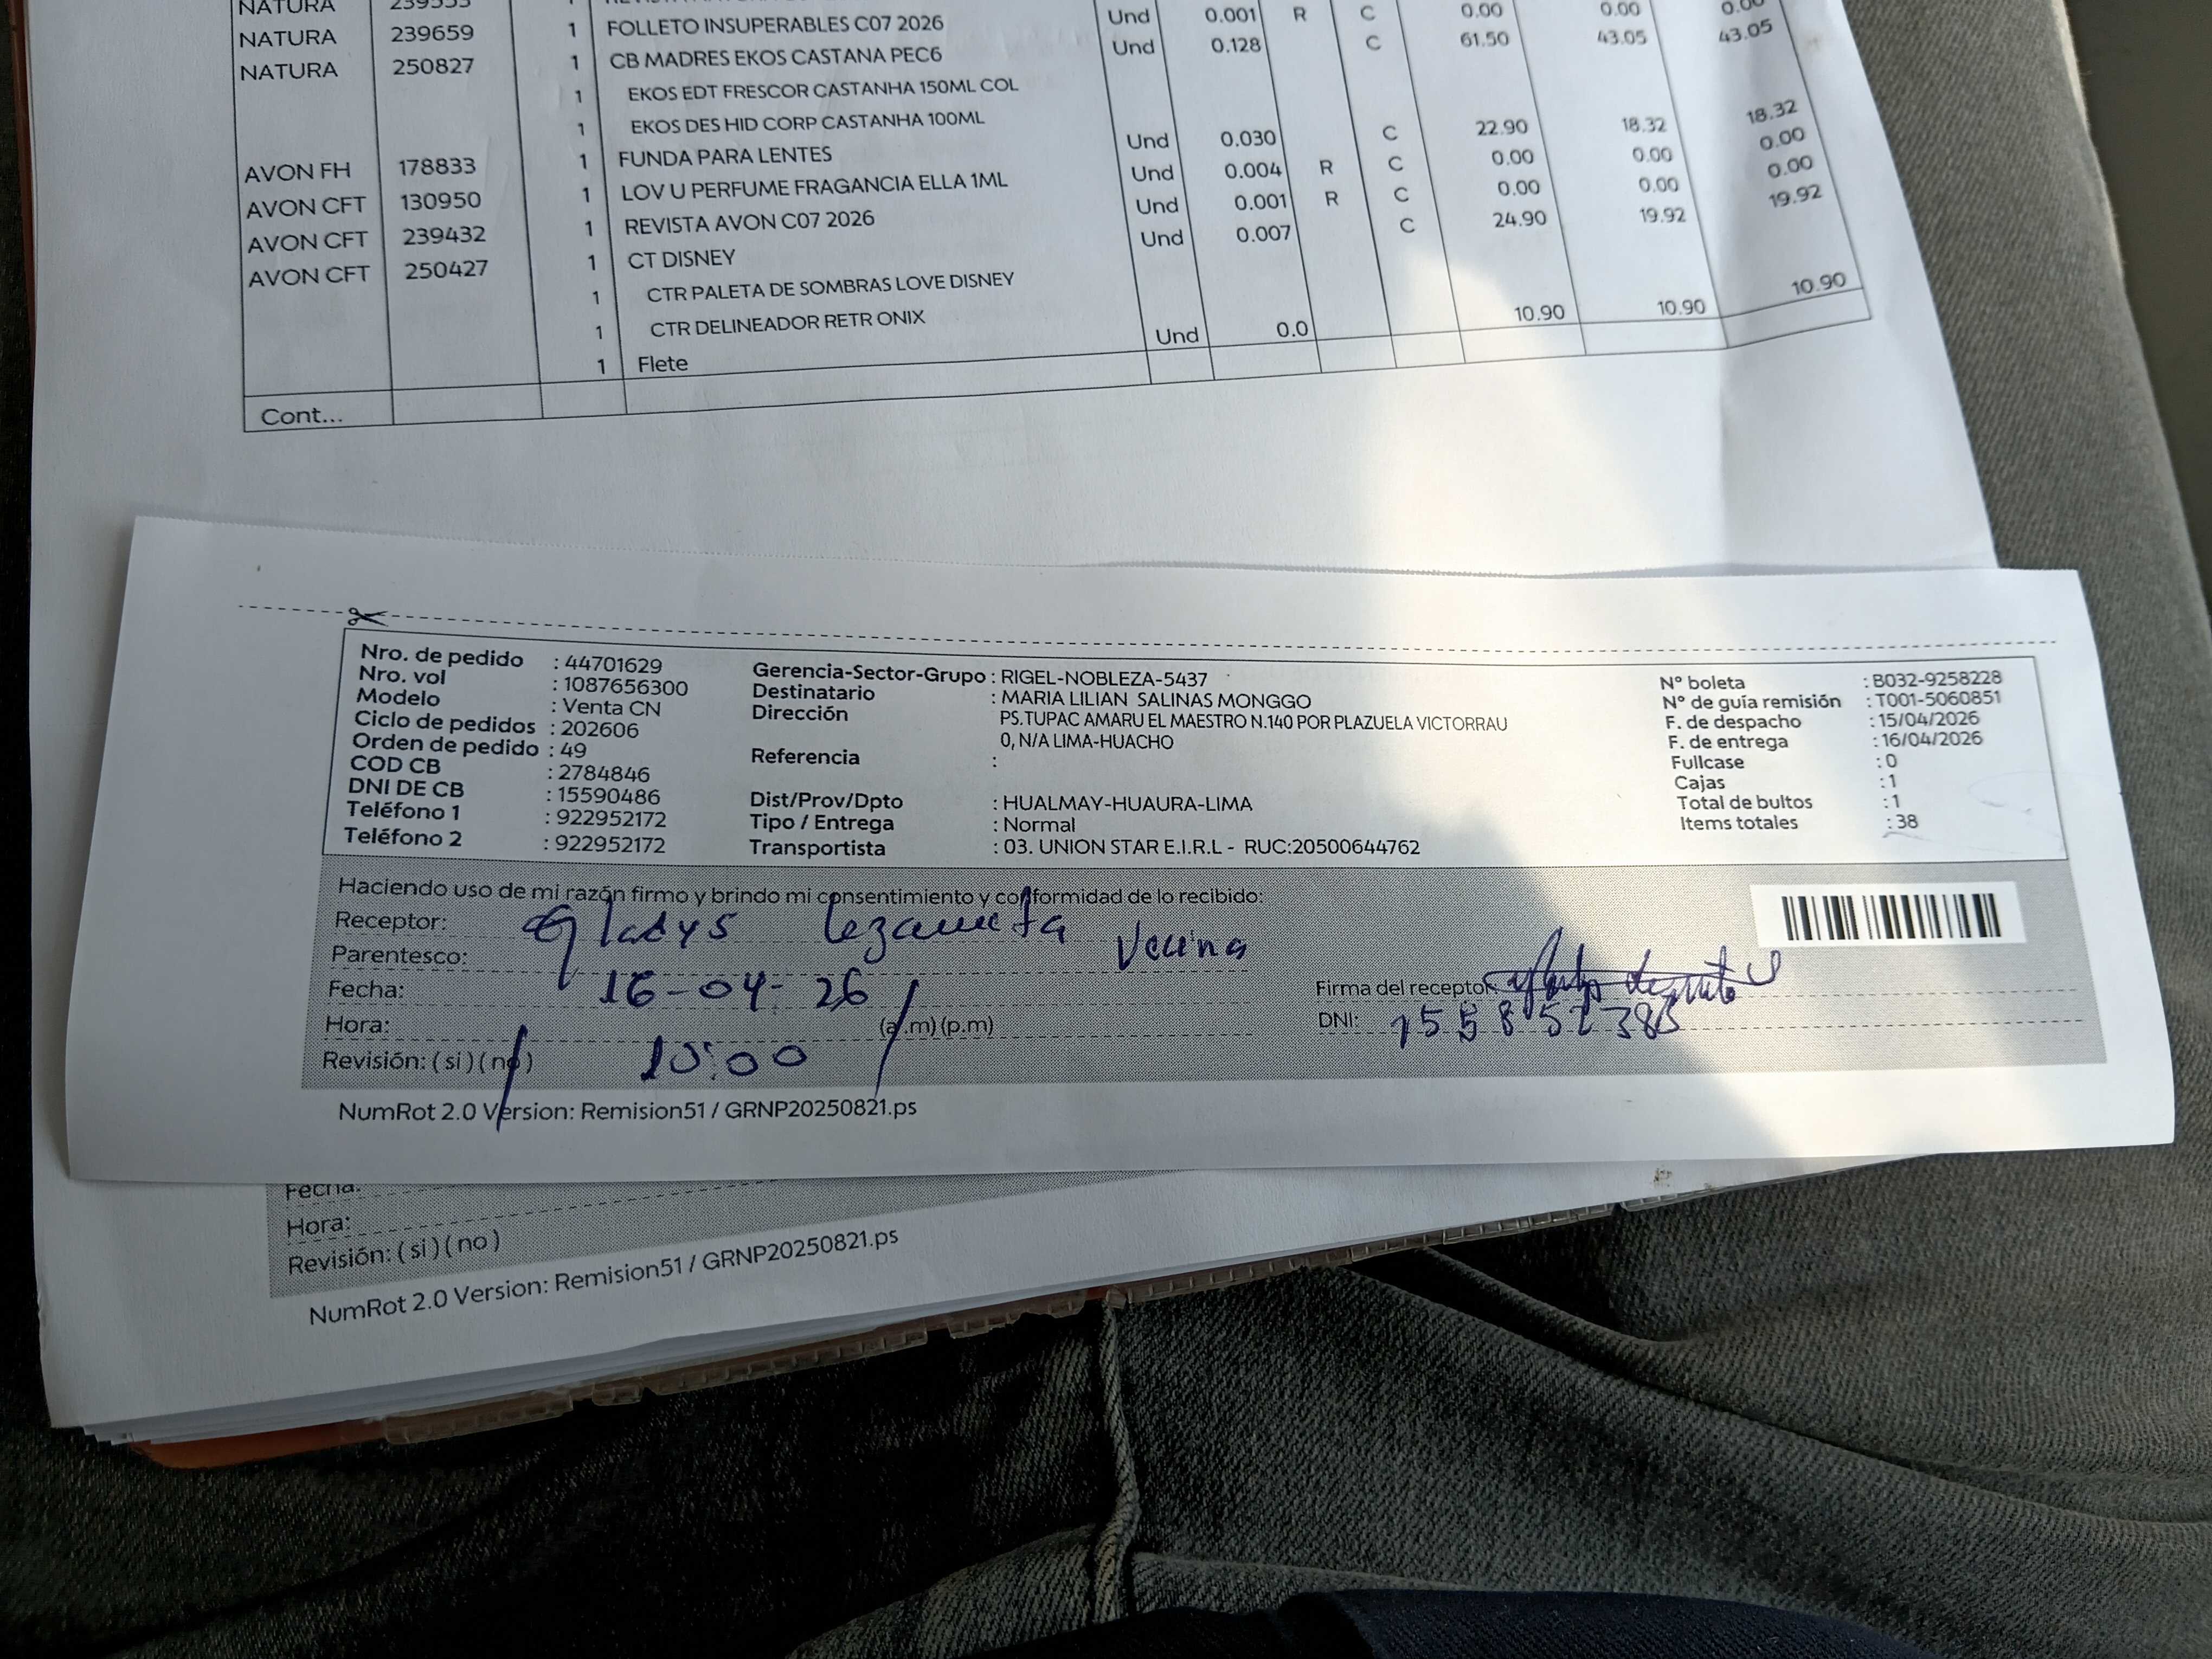 NATURA 239533 1
NATURA 239659 1 FOLLETO INSUPERABLES C07 2026 Und 0.001 R C 0.00 0.00 0.00
NATURA 250827 1 CB MADRES EKOS CASTANA PEC6 Und 0.128 C 61.50 43.05 43.05
1 EKOS EDT FRESCOR CASTANHA 150ML COL
1 EKOS DES HID CORP CASTANHA 100ML
AVON FH 178833 1 FUNDA PARA LENTES Und 0.030 C 22.90 18.32 18.32
AVON CFT 130950 1 LOV U PERFUME FRAGANCIA ELLA 1ML Und 0.004 R C 0.00 0.00 0.00
AVON CFT 239432 1 REVISTA AVON C07 2026 Und 0.001 R C 0.00 0.00 0.00
AVON CFT 250427 1 CT DISNEY Und 0.007 C 24.90 19.92 19.92
1 CTR PALETA DE SOMBRAS LOVE DISNEY
1 CTR DELINEADOR RETR ONIX
1 Flete Und 0.0 10.90 10.90 10.90
Cont...
Nro. de pedido : 44701629
Nro. vol : 1087656300
Modelo : Venta CN
Ciclo de pedidos : 202606
Orden de pedido : 49
COD CB : 2784846
DNI DE CB : 15590486
Teléfono 1 : 922952172
Teléfono 2 : 922952172
Gerencia-Sector-Grupo : RIGEL-NOBLEZA-5437
Destinatario : MARIA LILIAN SALINAS MONGGO
Dirección PS.TUPAC AMARU EL MAESTRO N.140 POR PLAZUELA VICTORRAU
0, N/A LIMA-HUACHO
Referencia :
Dist/Prov/Dpto : HUALMAY-HUAURA-LIMA
Tipo / Entrega : Normal
Transportista : 03. UNION STAR E.I.R.L - RUC:20500644762
N° boleta : B032-9258228
N° de guía remisión : T001-5060851
F. de despacho : 15/04/2026
F. de entrega : 16/04/2026
Fullcase : 0
Cajas : 1
Total de bultos : 1
Items totales : 38
Haciendo uso de mi razón firmo y brindo mi consentimiento y conformidad de lo recibido:
Receptor: Gladys Lezameta
Parentesco: Vecina
Fecha: 16-04-26
Hora: 10:00 (a.m)(p.m)
Revisión: (si)(no)
Firma del receptor
DNI:
NumRot 2.0 Version: Remision51 / GRNP20250821.ps
Fecha:
Hora:
Revisión: (si)(no)
NumRot 2.0 Version: Remision51 / GRNP20250821.ps